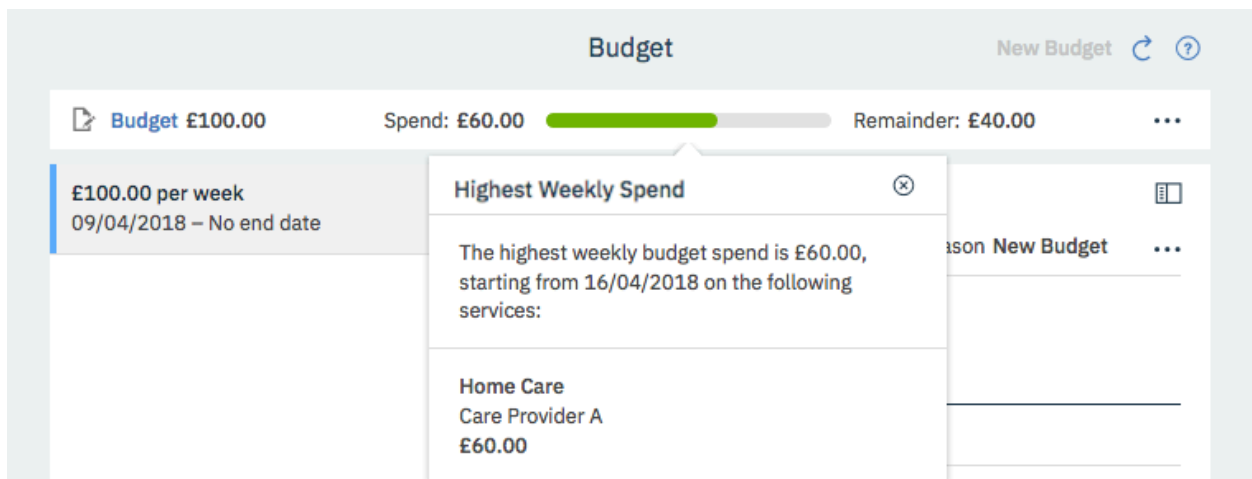 Budget
New Budget
Budget £100.00
Spend: £60.00
Remainder: £40.00
£100.00 per week
09/04/2018 – No end date
Highest Weekly Spend
The highest weekly budget spend is £60.00,
starting from 16/04/2018 on the following
services:
Home Care
Care Provider A
£60.00
ason New Budget